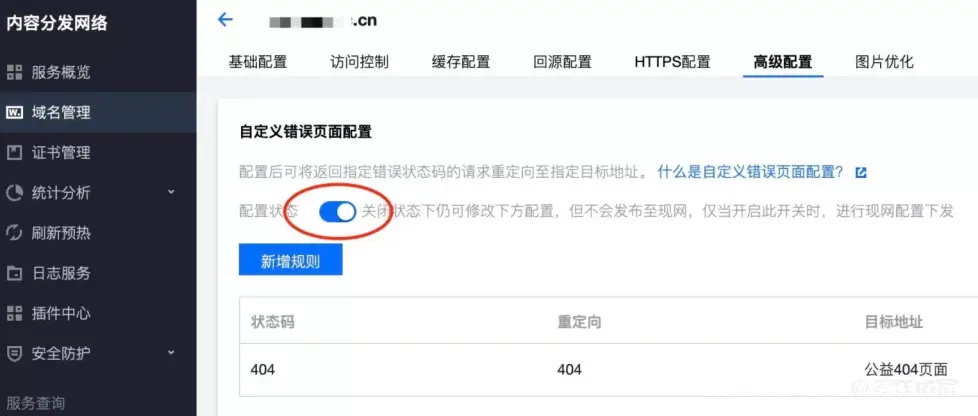 内容分发网络
服务概览
域名管理
证书管理
统计分析
刷新预热
日志服务
插件中心
安全防护
服务查询
.cn
基础配置 访问控制 缓存配置 回源配置 HTTPS配置 高级配置 图片优化
自定义错误页面配置
配置后可将返回指定错误状态码的请求重定向至指定目标地址。 什么是自定义错误页面配置?
配置状态 关闭状态下仍可修改下方配置，但不会发布至现网，仅当开启此开关时，进行现网配置下发
新增规则
状态码 重定向 目标地址
404 404 公益404页面